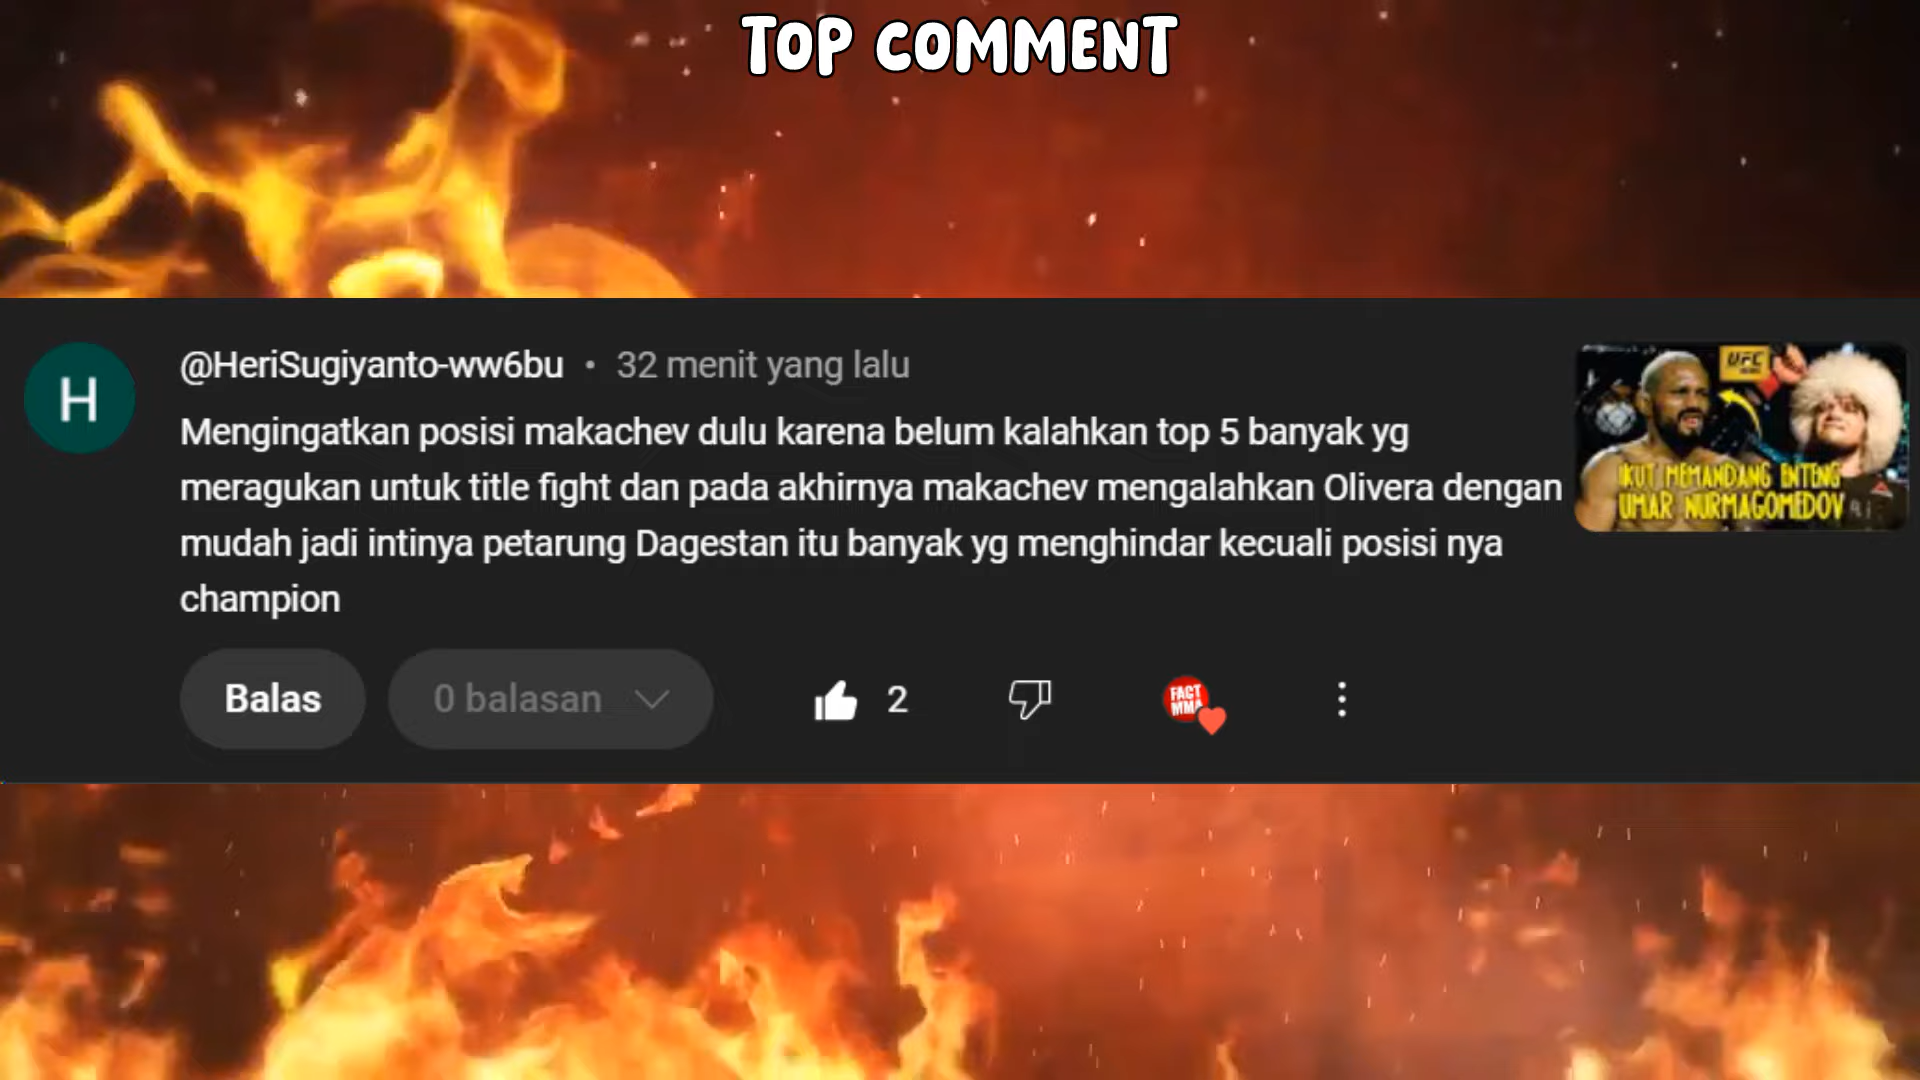 TOP COMMENT
@HeriSugiyanto-ww6bu • 32 menit yang lalu
Mengingatkan posisi makachev dulu karena belum kalahkan top 5 banyak yg
meragukan untuk title fight dan pada akhirnya makachev mengalahkan Olivera dengan
mudah jadi intinya petarung Dagestan itu banyak yg menghindar kecuali posisi nya
champion
UFC
IKUT MEMANDANG ENTENG
UMAR NURMAGOMEDOV
Balas
0 balasan
2
FACT
MMA